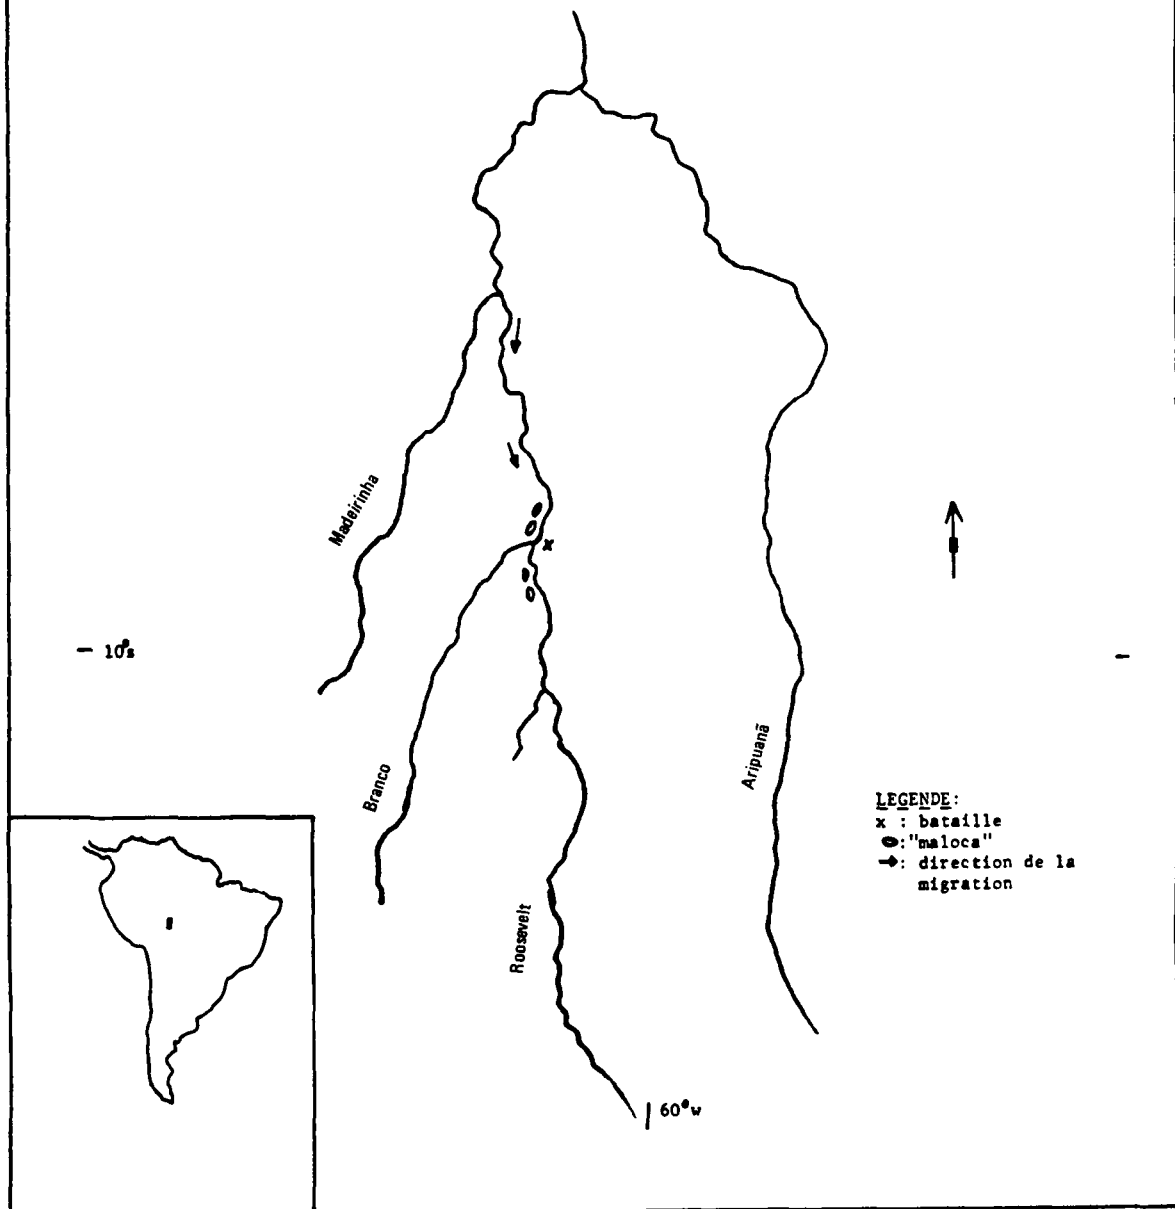 Madeirinha
- 10°s
Branco
Roosevelt
Aripuanã
LEGENDE:
x : bataille
:"maloca"
→: direction de la
migration
60°w